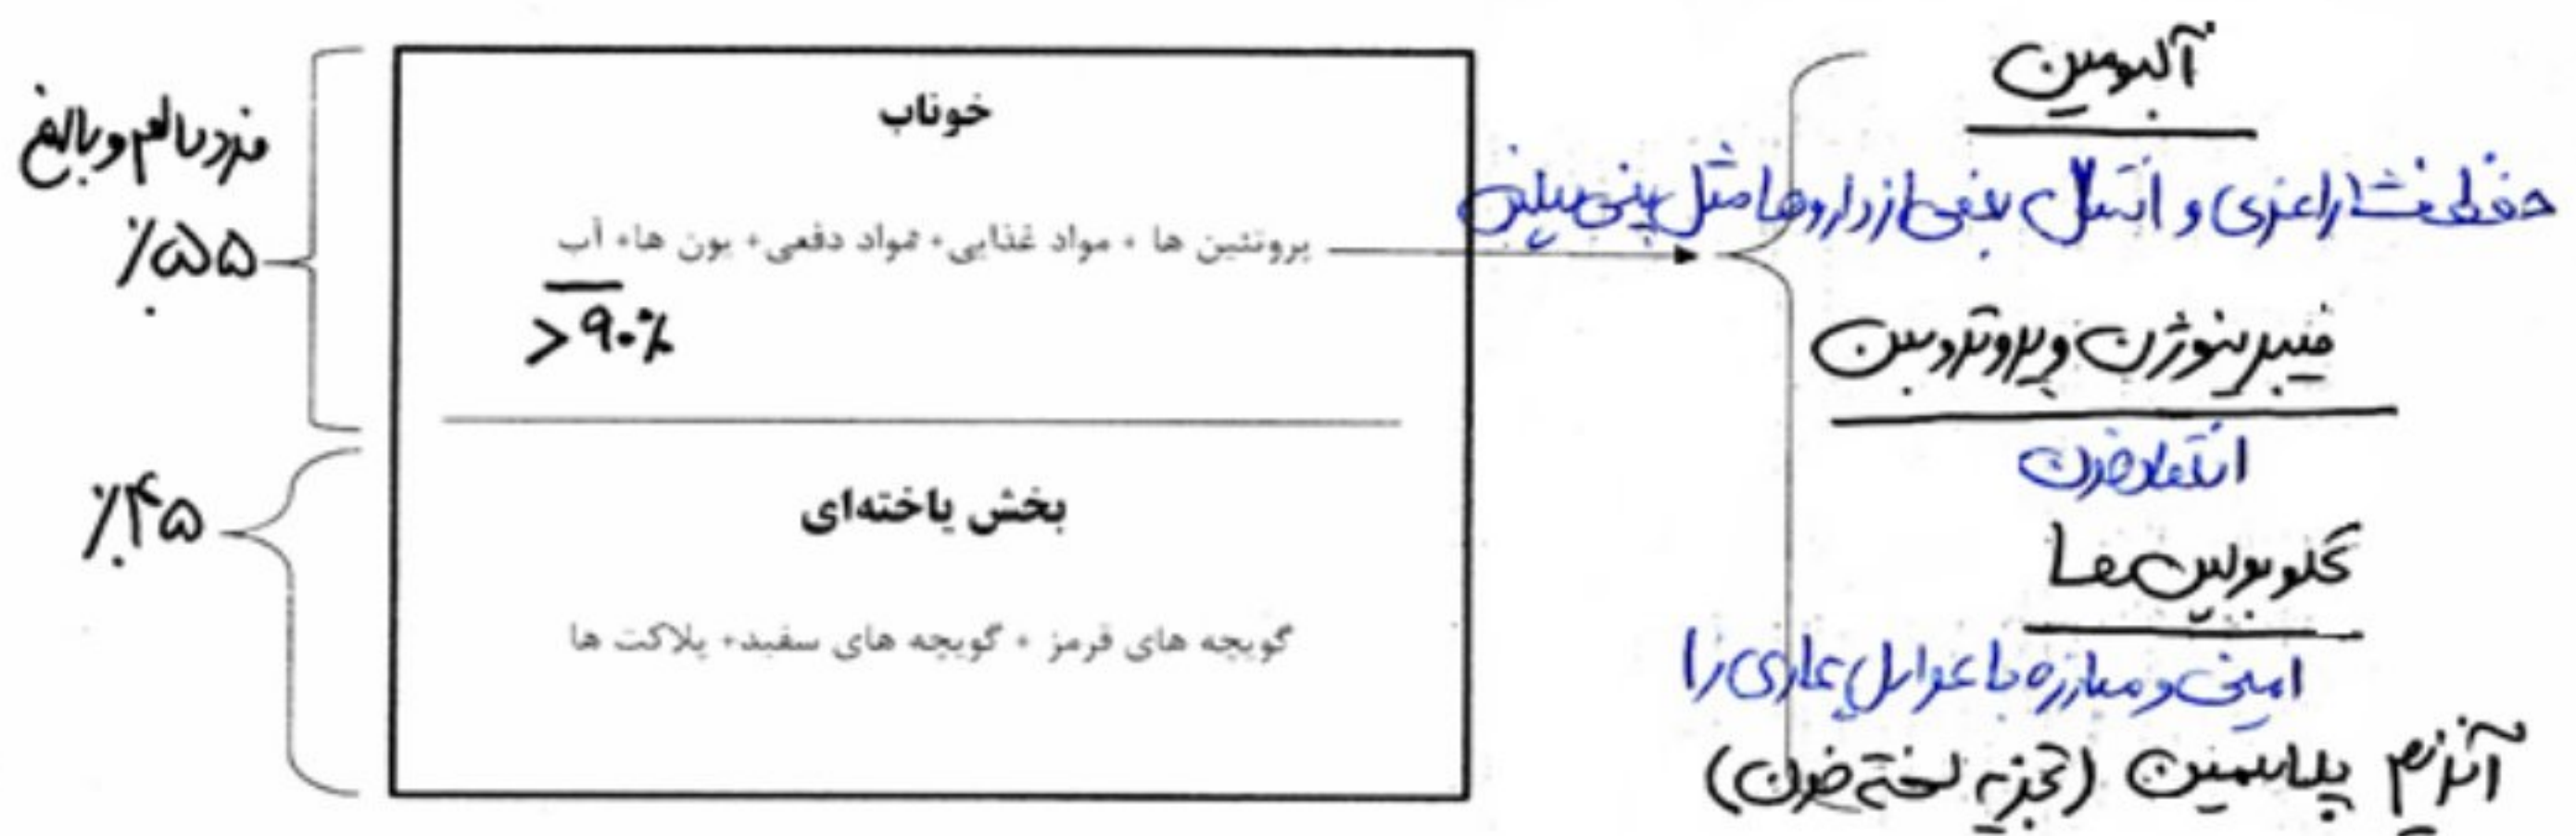 خوناب
پروتئین ها + مواد غذایی+ مواد دفعی+ یون ها+ آب
>۹۰%
بخش یاخته‌ای
گویچه های قرمز + گویچه های سفید+ پلاکت ها
فرد سالم و بالغ
٪۵۵
٪۴۵
آلبومین
حفظ فشار اسمزی و انتقال بعضی از داروها مثل پنی سیلین
فیبرینوژن و پروترومبین
انعقاد خون
گلوبولین ها
ایمنی و مبارزه با عوامل بیماری زا
آنزیم پلاسمین (تجزیه لخته خون)